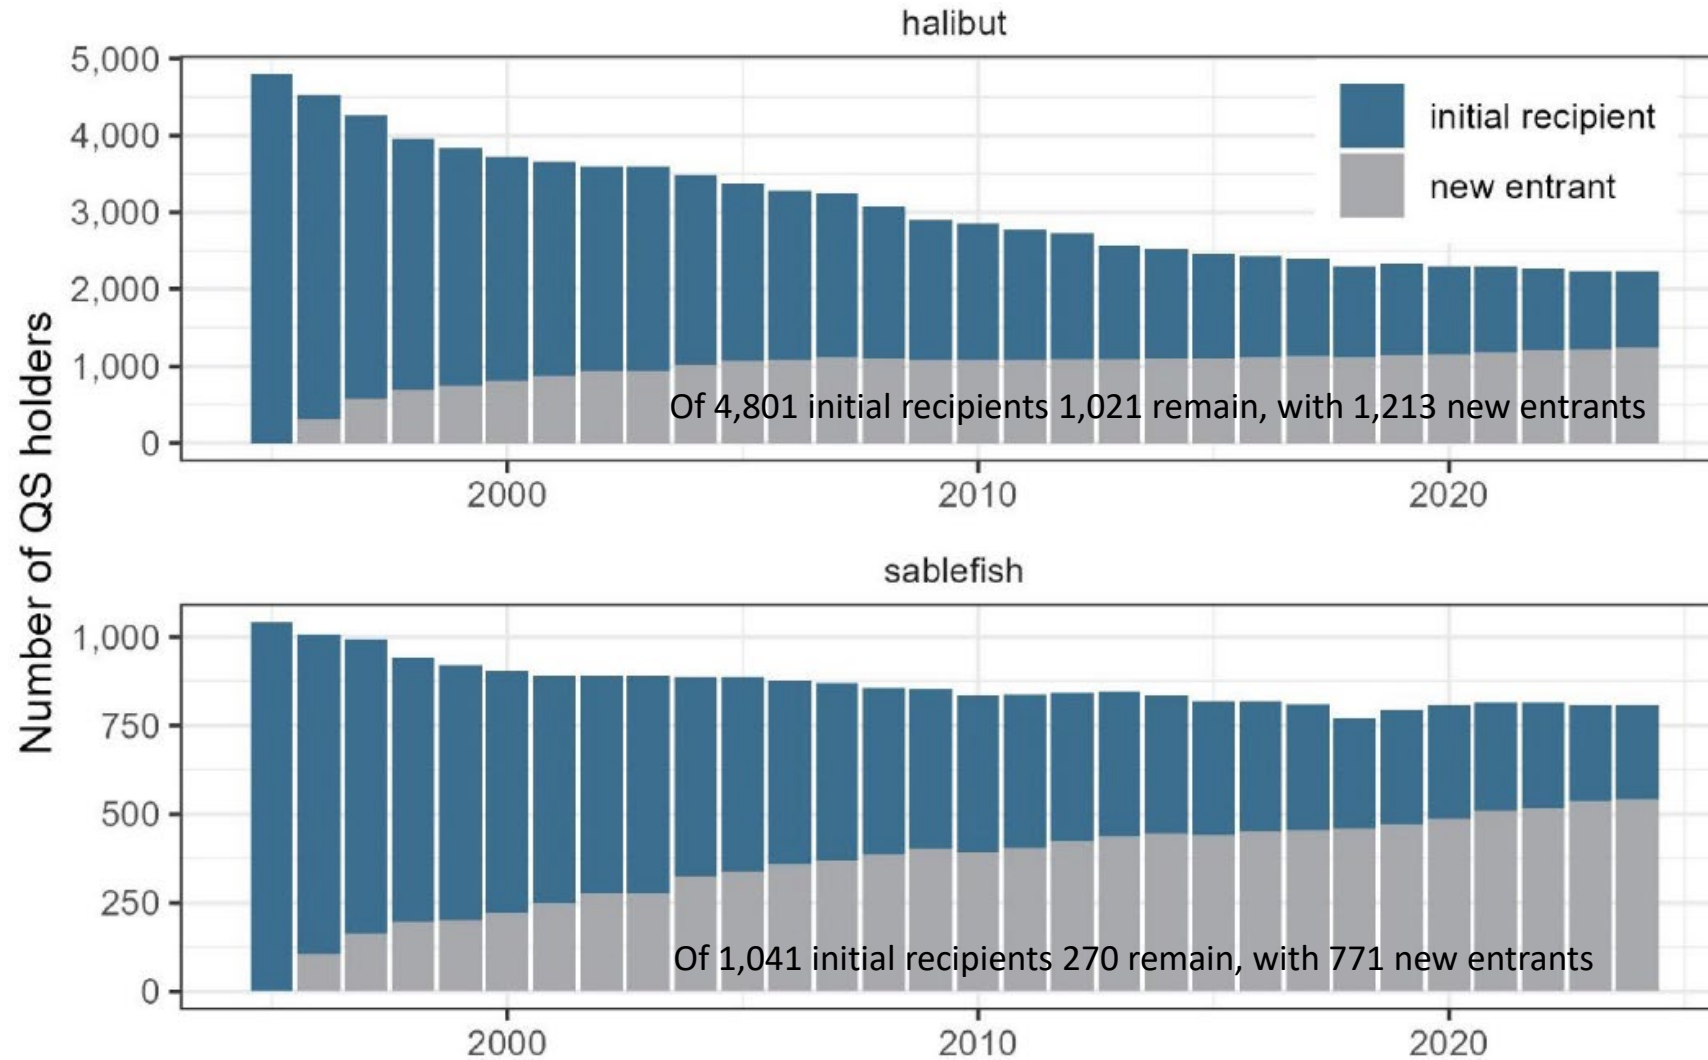 halibut
5,000
4,000
3,000
2,000
1,000
0
initial recipient
new entrant
Of 4,801 initial recipients 1,021 remain, with 1,213 new entrants
2000 2010 2020
Number of QS holders
sablefish
1,000
750
500
250
0
Of 1,041 initial recipients 270 remain, with 771 new entrants
2000 2010 2020